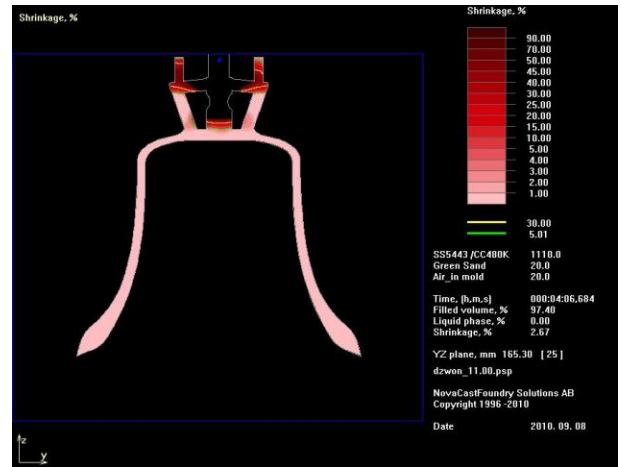 Shrinkage, %
Shrinkage, %
90.00
70.00
50.00
45.00
40.00
35.00
30.00
25.00
20.00
15.00
10.00
5.00
4.00
3.00
2.00
1.00
30.00
5.01
SS5443 /CC480K 1110.0
Green Sand 20.0
Air_in mold 20.0
Time, (h,m,s) 000:04:06,684
Filled volume, % 97.40
Liquid phase, % 0.00
Shrinkage, % 2.67
YZ plane, mm 165.30 [ 25 ]
dzwon_11.00.psp
NovaCastFoundry Solutions AB
Copyright 1996 -2010
Date 2010. 09. 08
z
Y